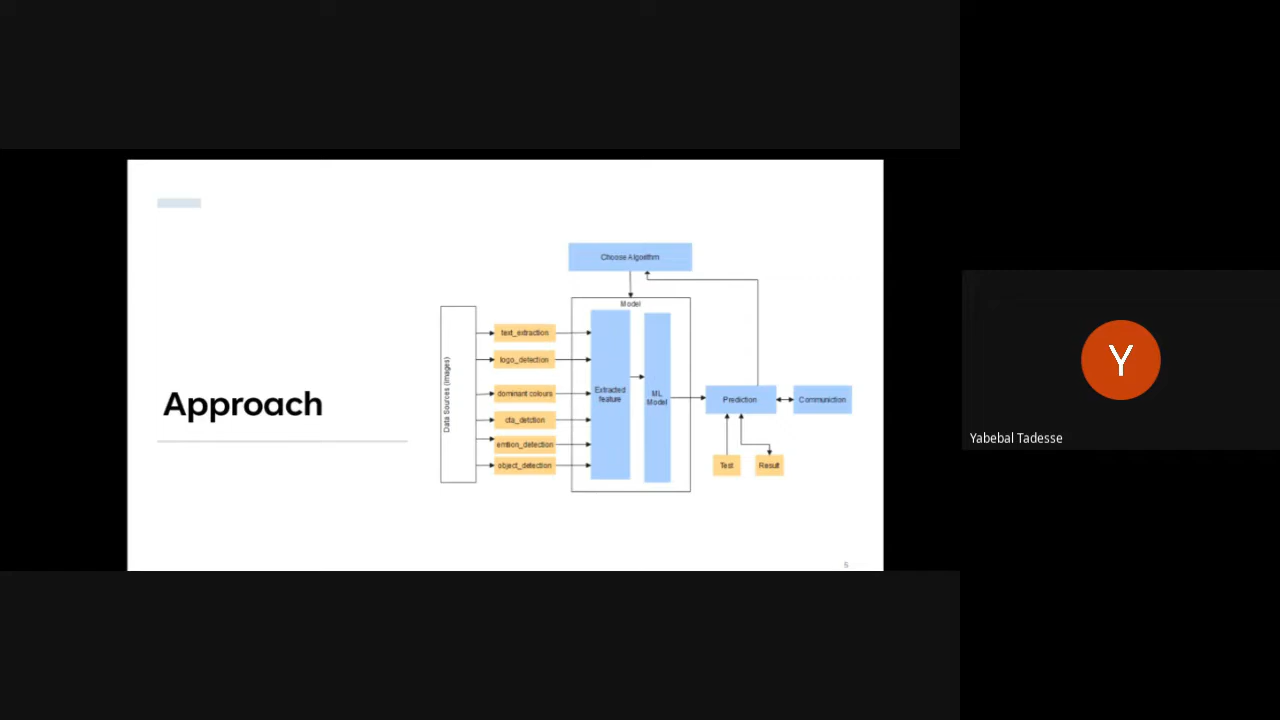 Approach
Choose Algorithm
Model
Data Sources (Images)
text_extraction
logo_detection
dominant colours
cta_detction
emtion_detection
object_detection
Extracted
feature
ML
Model
Prediction
Communiction
Test
Result
5
Y
Yabebal Tadesse